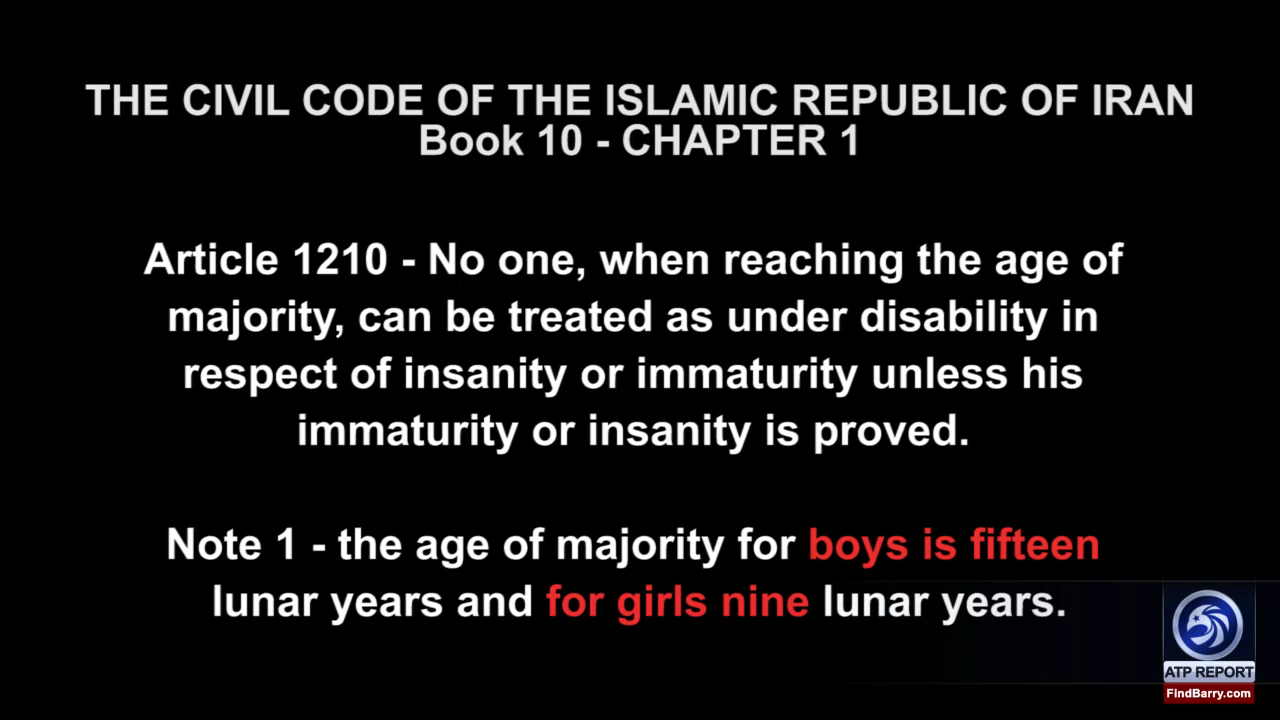 THE CIVIL CODE OF THE ISLAMIC REPUBLIC OF IRAN
Book 10 - CHAPTER 1
Article 1210 - No one, when reaching the age of
majority, can be treated as under disability in
respect of insanity or immaturity unless his
immaturity or insanity is proved.
Note 1 - the age of majority for boys is fifteen
lunar years and for girls nine lunar years.
ATP REPORT
FindBarry.com